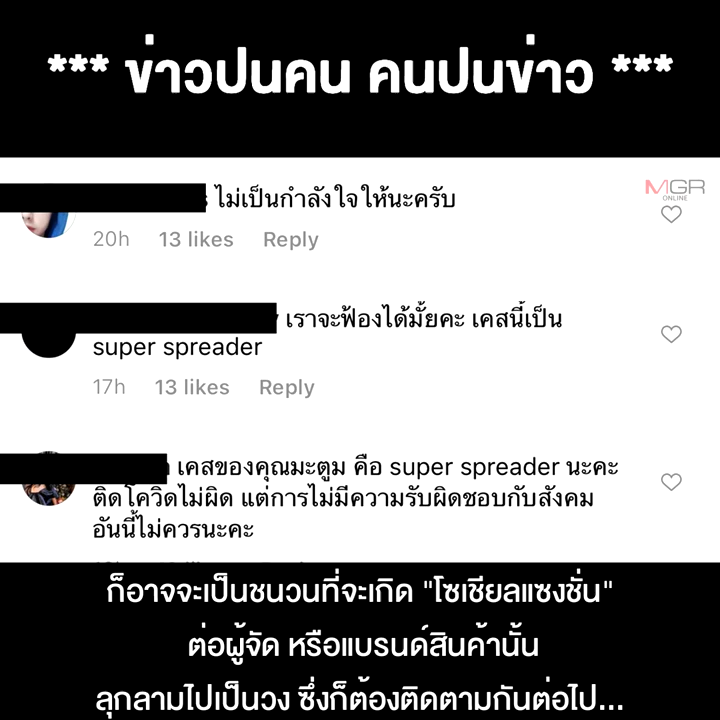 *** ข่าวปนคน คนปนข่าว ***
MGR
ONLINE
ไม่เป็นกำลังใจให้นะครับ
20h 13 likes Reply
เราจะฟ้องได้มั้ยคะ เคสนี้เป็น
super spreader
17h 13 likes Reply
เคสของคุณมะตูม คือ super spreader นะคะ
ติดโควิดไม่ผิด แต่การไม่มีความรับผิดชอบกับสังคม
อันนี้ไม่ควรนะคะ
ก็อาจจะเป็นชนวนที่จะเกิด "โซเชียลแซงชั่น"
ต่อผู้จัด หรือแบรนด์สินค้านั้น
ลุกลามไปเป็นวง ซึ่งก็ต้องติดตามกันต่อไป...